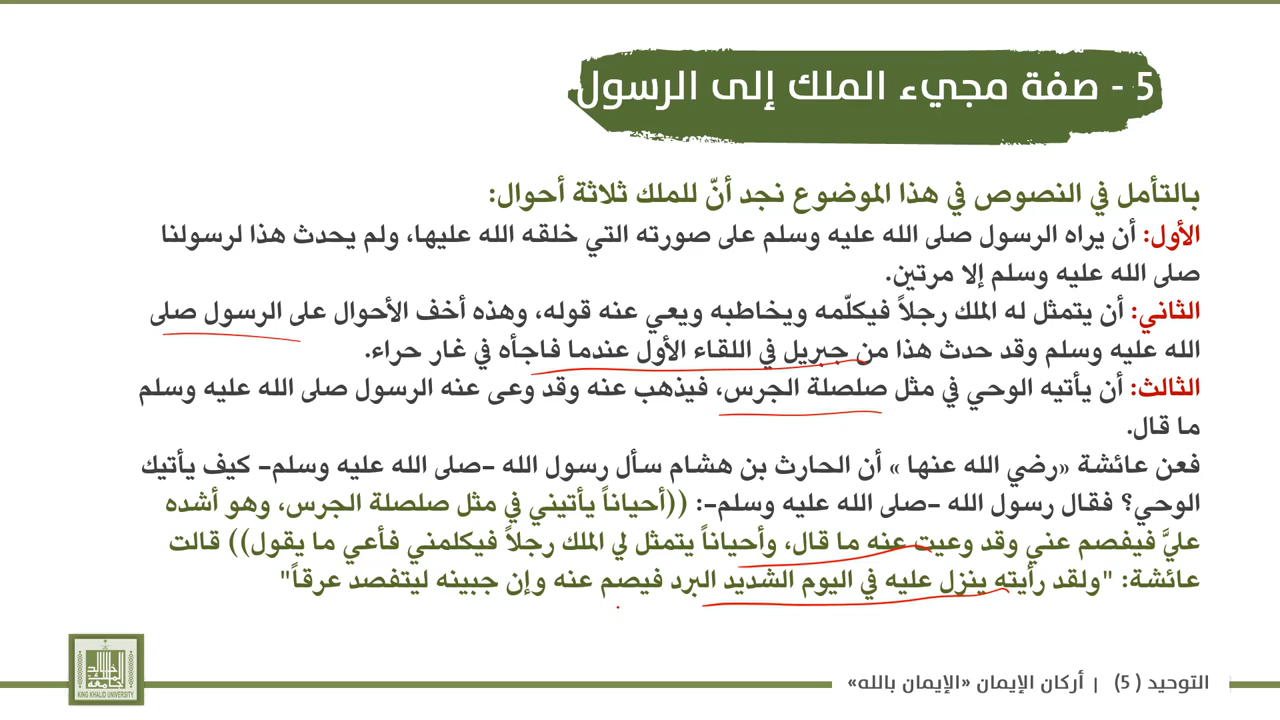 5 - صفة مجيء الملك إلى الرسول
بالتأمل في النصوص في هذا الموضوع نجد أنّ للملك ثلاثة أحوال:
الأول: أن يراه الرسول صلى الله عليه وسلم على صورته التي خلقه الله عليها، ولم يحدث هذا لرسولنا
صلى الله عليه وسلم إلا مرتين.
الثاني: أن يتمثل له الملك رجلاً فيكلّمه ويخاطبه ويعي عنه قوله، وهذه أخف الأحوال على الرسول صلى
الله عليه وسلم وقد حدث هذا من جبريل في اللقاء الأول عندما فاجأه في غار حراء.
الثالث: أن يأتيه الوحي في مثل صلصلة الجرس، فيذهب عنه وقد وعى عنه الرسول صلى الله عليه وسلم
ما قال.
فعن عائشة «رضي الله عنها » أن الحارث بن هشام سأل رسول الله –صلى الله عليه وسلم– كيف يأتيك
الوحي؟ فقال رسول الله –صلى الله عليه وسلم–: ((أحياناً يأتيني في مثل صلصلة الجرس، وهو أشده
عليَّ فيفصم عني وقد وعيت عنه ما قال، وأحياناً يتمثل لي الملك رجلاً فيكلمني فأعي ما يقول)) قالت
عائشة: "ولقد رأيته ينزل عليه في اليوم الشديد البرد فيصم عنه وإن جبينه ليتفصد عرقاً"
التوحيد ( 5) | أركان الإيمان «الإيمان بالله»
KING KHALID UNIVERSITY